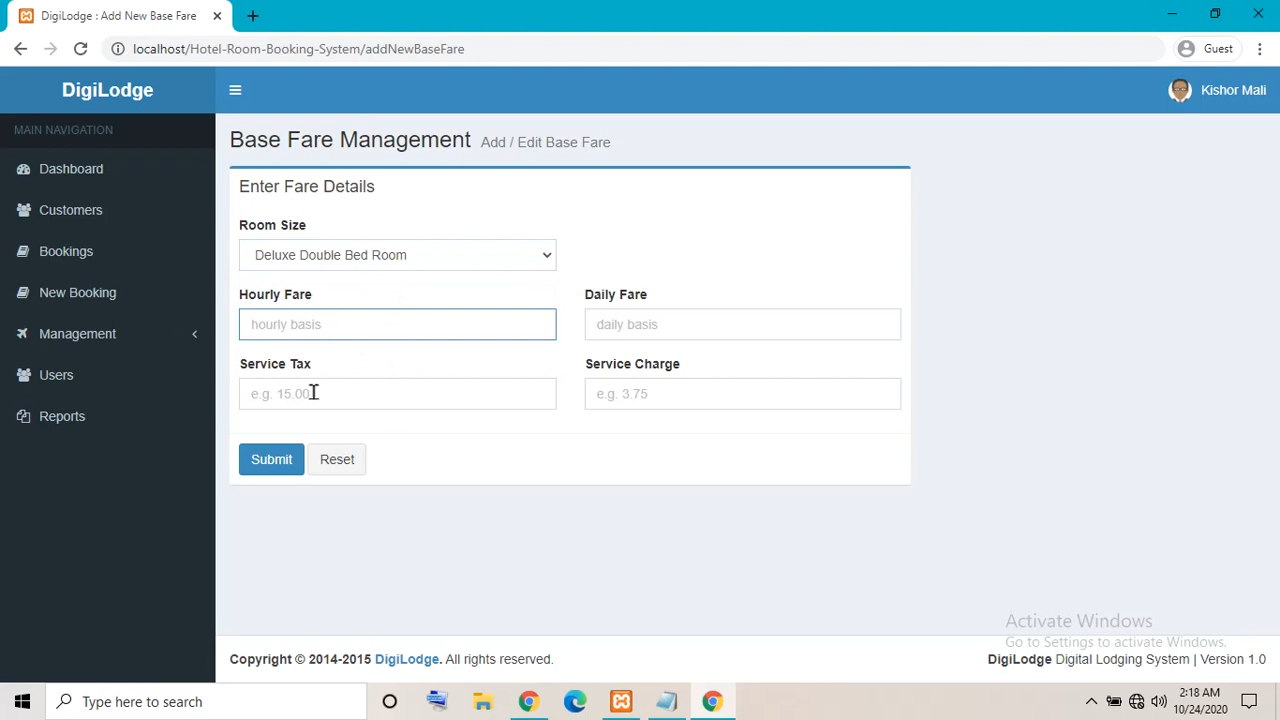 DigiLodge : Add New Base Fare
localhost/Hotel-Room-Booking-System/addNewBaseFare
Guest
DigiLodge
Kishor Mali
MAIN NAVIGATION
Dashboard
Customers
Bookings
New Booking
Management
Users
Reports
Base Fare Management Add / Edit Base Fare
Enter Fare Details
Room Size
Deluxe Double Bed Room
Hourly Fare
Daily Fare
hourly basis
daily basis
Service Tax
Service Charge
e.g. 15.00
e.g. 3.75
Submit
Reset
Activate Windows
Go to Settings to activate Windows.
Copyright © 2014-2015 DigiLodge. All rights reserved.
DigiLodge Digital Lodging System | Version 1.0
Type here to search
2:18 AM
10/24/2020